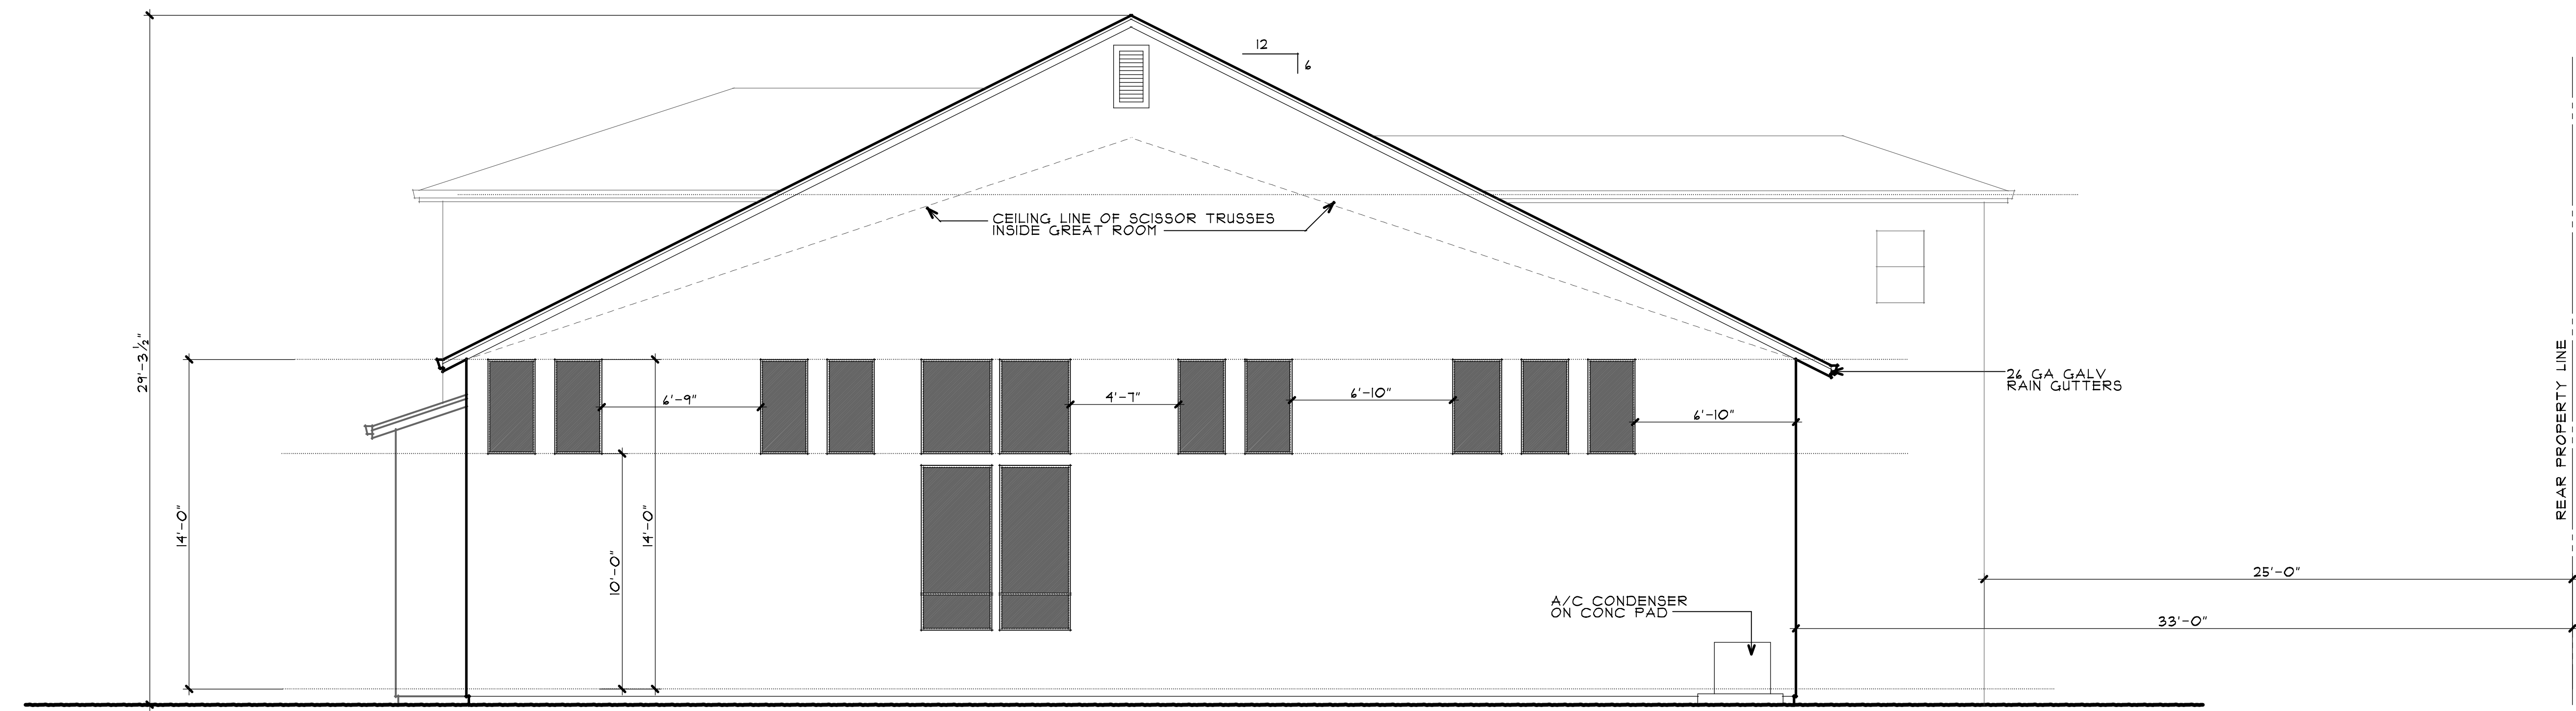 12
6
CEILING LINE OF SCISSOR TRUSSES
INSIDE GREAT ROOM
29'-3½"
26 GA GALV
RAIN GUTTERS
REAR PROPERTY LINE
6'-9"
4'-7"
6'-10"
6'-10"
14'-0"
10'-0"
14'-0"
25'-0"
A/C CONDENSER
ON CONC PAD
33'-0"